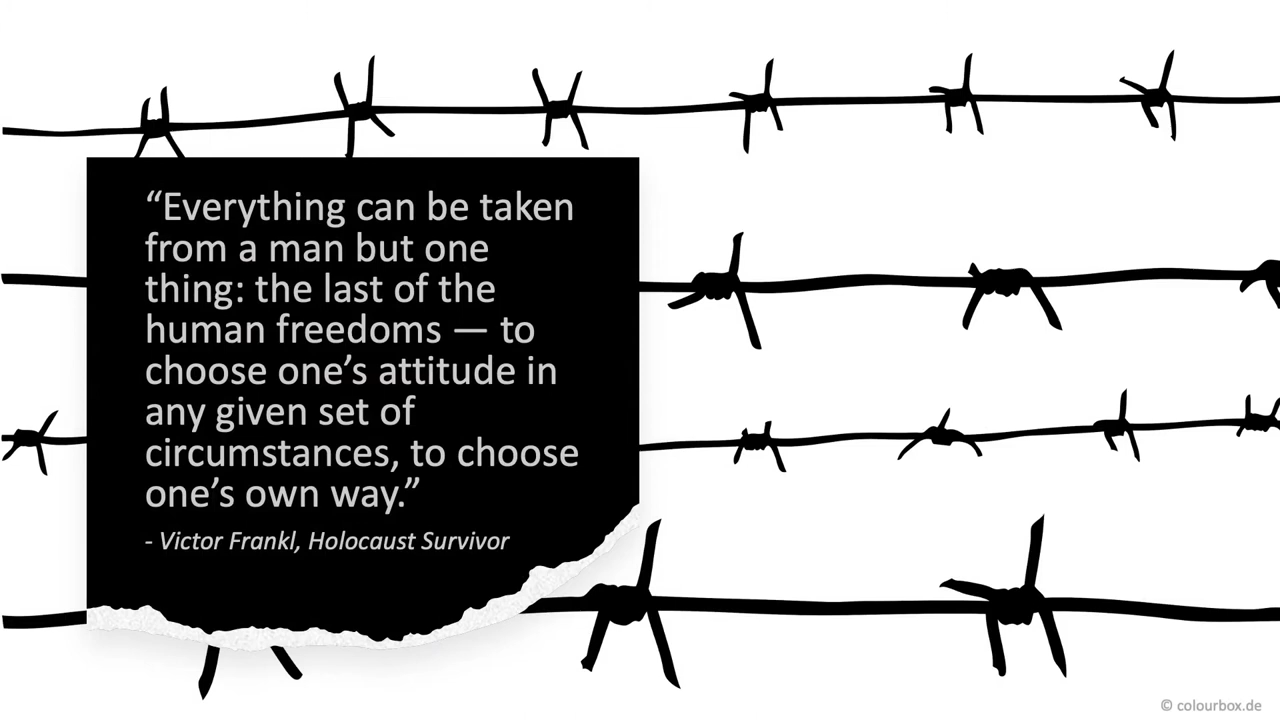 “Everything can be taken
from a man but one
thing: the last of the
human freedoms — to
choose one’s attitude in
any given set of
circumstances, to choose
one’s own way.”
- Victor Frankl, Holocaust Survivor
© colourbox.de